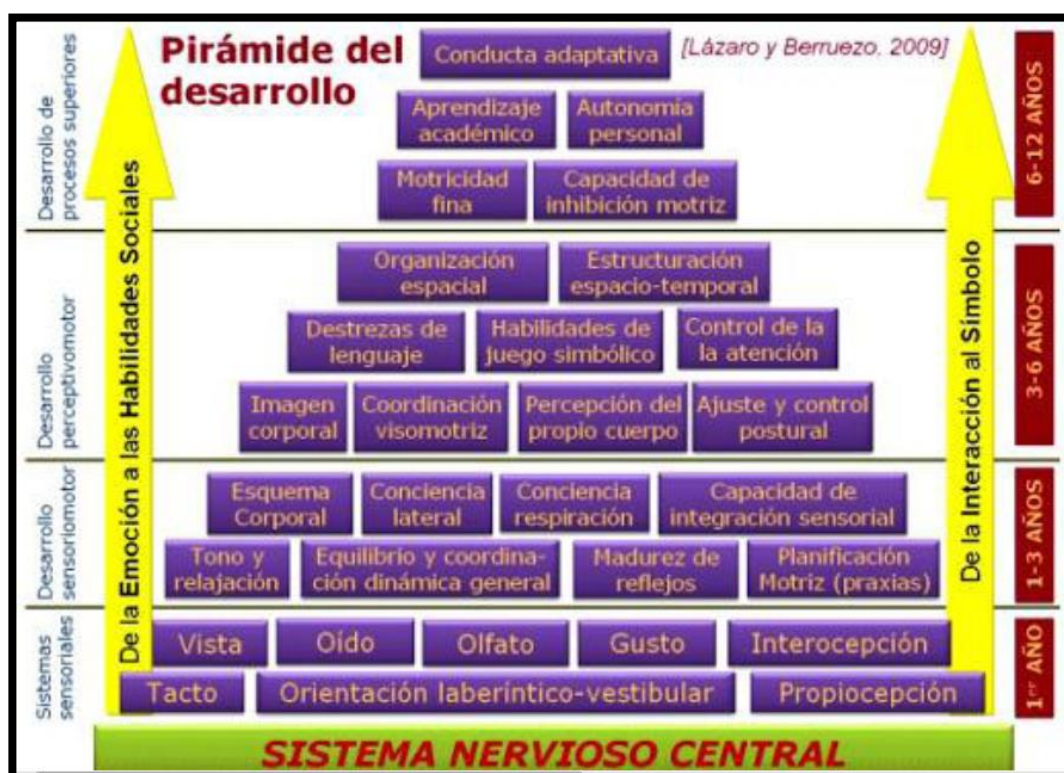 Pirámide del
desarrollo
[Lázaro y Berruezo. 2009]
Conducta adaptativa
Aprendizaje
académico
Autonomía
personal
Motricidad
fina
Capacidad de
inhibición motriz
Desarrollo de
procesos superiores
6-12 AÑOS
Organización
espacial
Estructuración
espacio-temporal
Destrezas de
lenguaje
Habilidades de
juego simbólico
Control de la
la atención
Imagen
corporal
Coordinación
visomotriz
Percepción del
propio cuerpo
Ajuste y control
postural
Desarrollo
perceptivomotor
3-6 AÑOS
Esquema
Corporal
Conciencia
lateral
Conciencia
respiración
Capacidad de
integración sensorial
Tono y
relajación
Equilibrio y coordina-
ción dinámica general
Madurez de
reflejos
Planificación
Motriz (praxias)
Desarrollo
sensoriomotor
1-3 AÑOS
Vista
Oído
Olfato
Gusto
Interocepción
Tacto
Orientación laberíntico-vestibular
Propiocepción
Sistemas
sensoriales
1er AÑO
De la Emoción a las Habilidades Sociales
De la Interacción al Símbolo
SISTEMA NERVIOSO CENTRAL